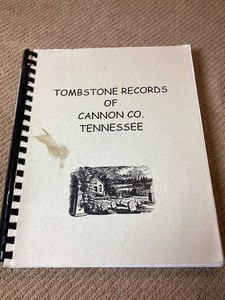 TOMBSTONE RECORDS
OF
CANNON CO.
TENNESSEE